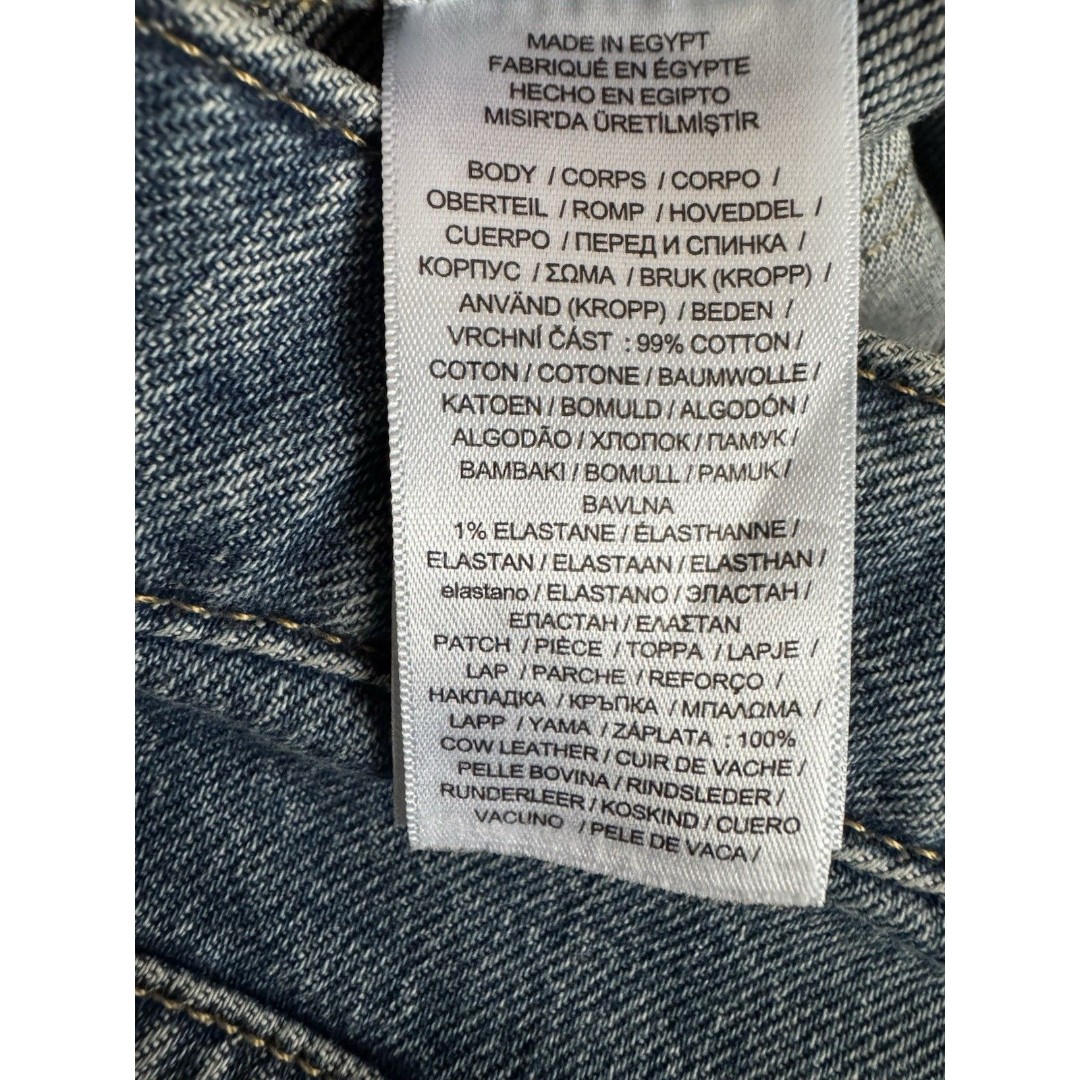 MADE IN EGYPT
FABRIQUÉ EN ÉGYPTE
HECHO EN EGIPTO
MISIR'DA ÜRETİLMİŞTİR
BODY / CORPS / CORPO /
OBERTEIL / ROMP / HOVEDDEL /
CUERPO / ПЕРЕД И СПИНКА /
КОРПУС / ΣΩΜΑ / BRUK (KROPP) /
ANVÄND (KROPP) / BEDEN /
VRCHNÍ ČÁST : 99% COTTON /
COTON / COTONE / BAUMWOLLE /
KATOEN / BOMULD / ALGODÓN /
ALGODÃO / ХЛОПОК / ПАМУК /
BAMBAKI / BOMULL / PAMUK /
BAVLNA
1% ELASTANE / ÉLASTHANNE /
ELASTAN / ELASTAAN / ELASTHAN /
elastano / ELASTANO / ЭЛАСТАН /
ЕЛАСТАН / ΕΛΑΣΤΑΝ
PATCH / PIÈCE / TOPPA / LAPJE /
LAP / PARCHE / REFORÇO /
НАКЛАДКА / КРЪПКА / ΜΠΑΛΩΜΑ /
LAPP / YAMA / ZÁPLATA : 100%
COW LEATHER / CUIR DE VACHE /
PELLE BOVINA / RINDSLEDER /
RUNDERLEER / KOSKIND / CUERO
VACUNO / PELE DE VACA /